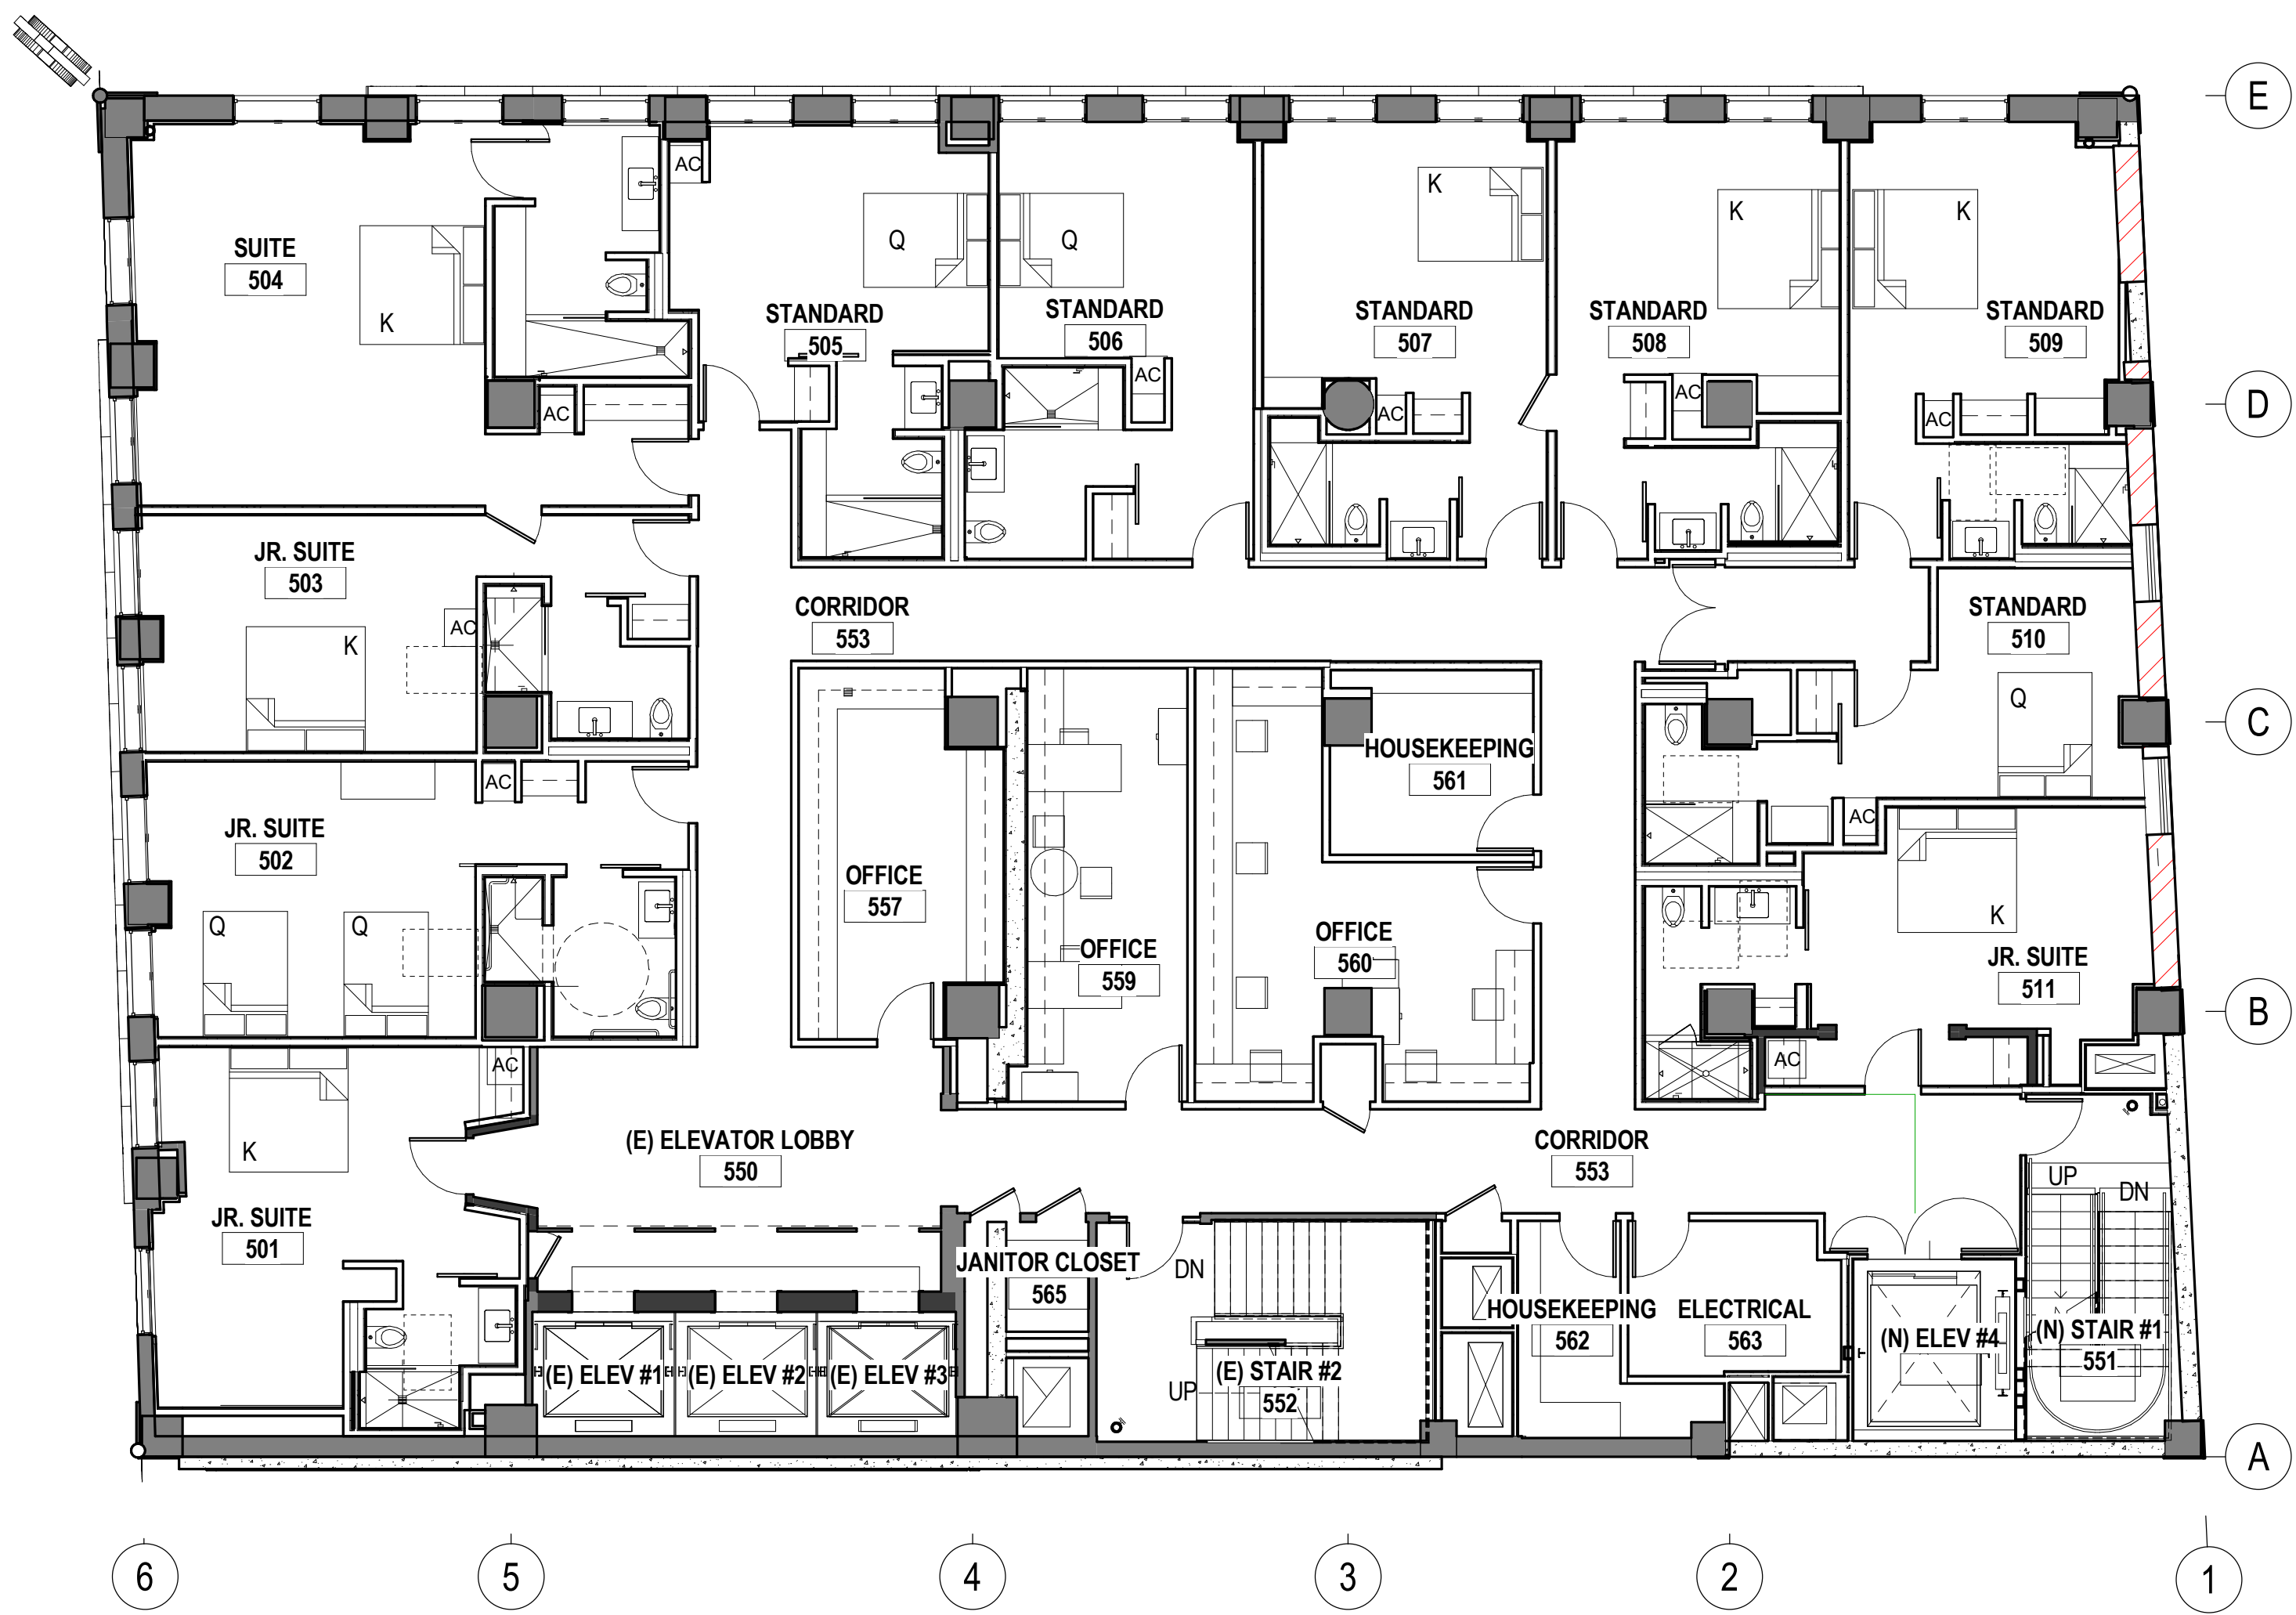 E
AC
K
K
K
K
Q
Q
SUITE
504
STANDARD
506
STANDARD
507
STANDARD
508
STANDARD
509
STANDARD
505
K
AC
AC
AC
AC
AC
D
JR. SUITE
503
CORRIDOR
553
STANDARD
510
AC
K
Q
C
HOUSEKEEPING
561
AC
AC
JR. SUITE
502
OFFICE
557
K
Q
Q
OFFICE
560
OFFICE
559
JR. SUITE
511
B
AC
AC
K
(E) ELEVATOR LOBBY
550
CORRIDOR
553
UP
DN
JR. SUITE
501
JANITOR CLOSET
565
DN
HOUSEKEEPING
562
ELECTRICAL
563
(N) ELEV #4
(N) STAIR #1
551
(E) ELEV #1
(E) ELEV #2
(E) ELEV #3
(E) STAIR #2
552
UP
A
6
5
4
3
2
1